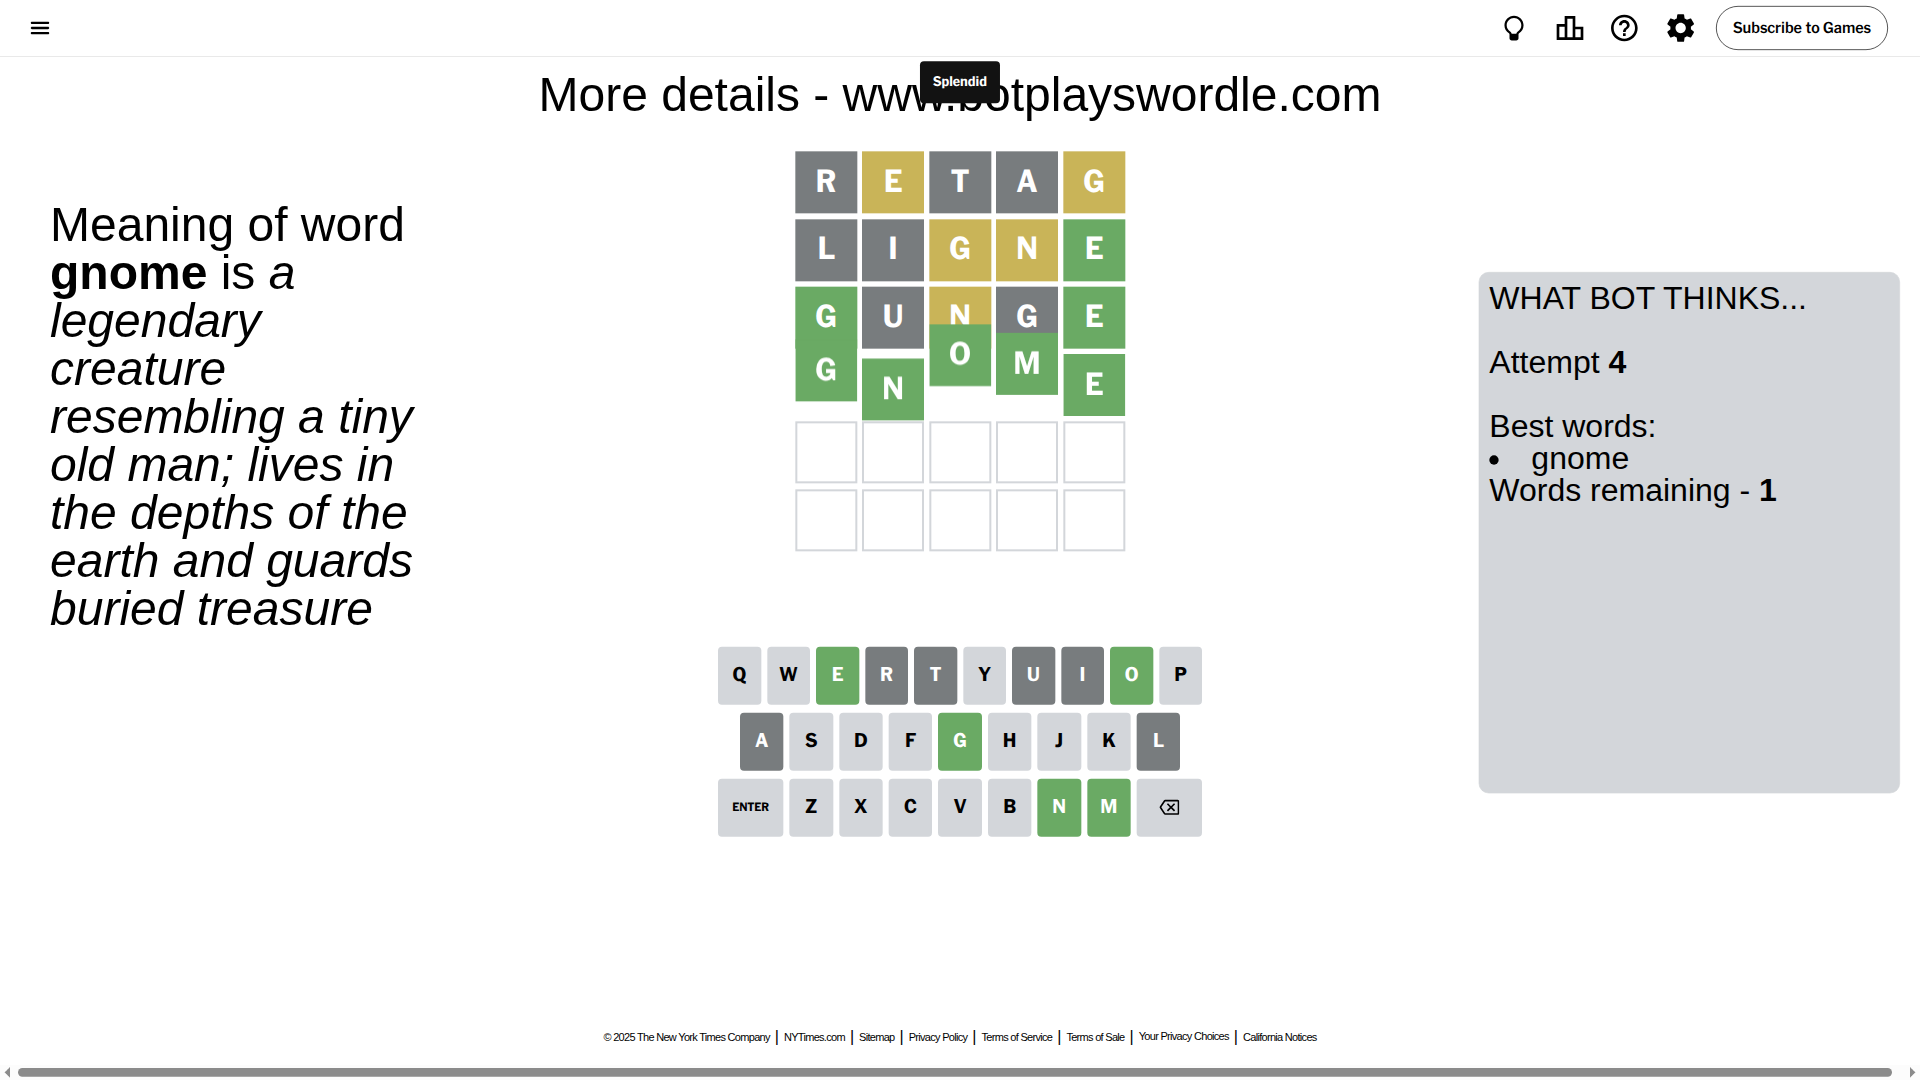 Subscribe to Games
Splendid
More details - www.botplayswordle.com
Meaning of word
gnome is a
legendary
creature
resembling a tiny
old man; lives in
the depths of the
earth and guards
buried treasure
R E T A G
L I G N E
G U N G E
G N O M E
WHAT BOT THINKS...
Attempt 4
Best words:
• gnome
Words remaining - 1
Q W E R T Y U I O P
A S D F G H J K L
ENTER Z X C V B N M
© 2025 The New York Times Company | NYTimes.com | Sitemap | Privacy Policy | Terms of Service | Terms of Sale | Your Privacy Choices | California Notices